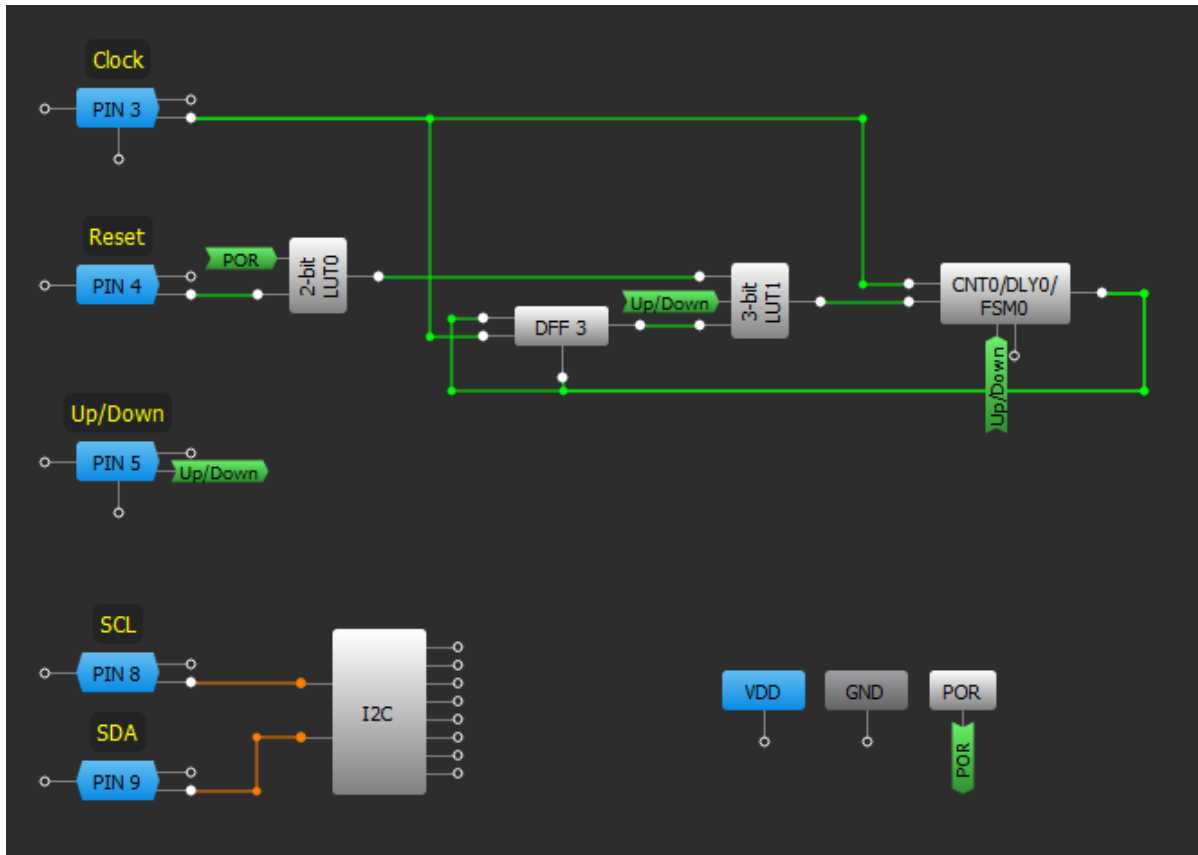 Clock
PIN 3
Reset
PIN 4
POR
2-bit
LUT0
Up/Down
3-bit
LUT1
DFF 3
CNT0/DLY0/
FSM0
Up/Down
Up/Down
PIN 5
Up/Down
SCL
PIN 8
SDA
PIN 9
I2C
VDD
GND
POR
POR